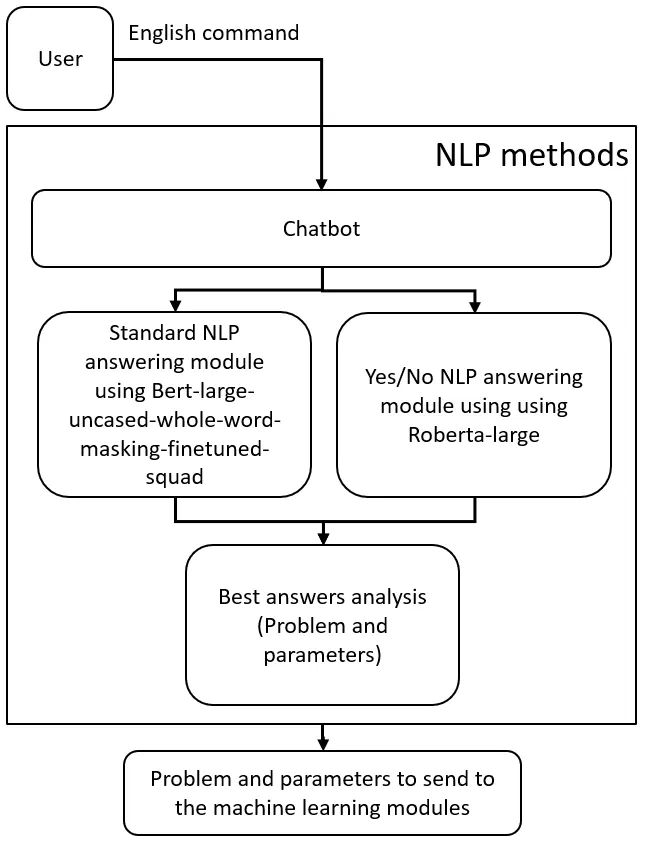 User
English command
NLP methods
Chatbot
Standard NLP
answering module
using Bert-large-
uncased-whole-word-
masking-finetuned-
squad
Yes/No NLP answering
module using using
Roberta-large
Best answers analysis
(Problem and
parameters)
Problem and parameters to send to
the machine learning modules